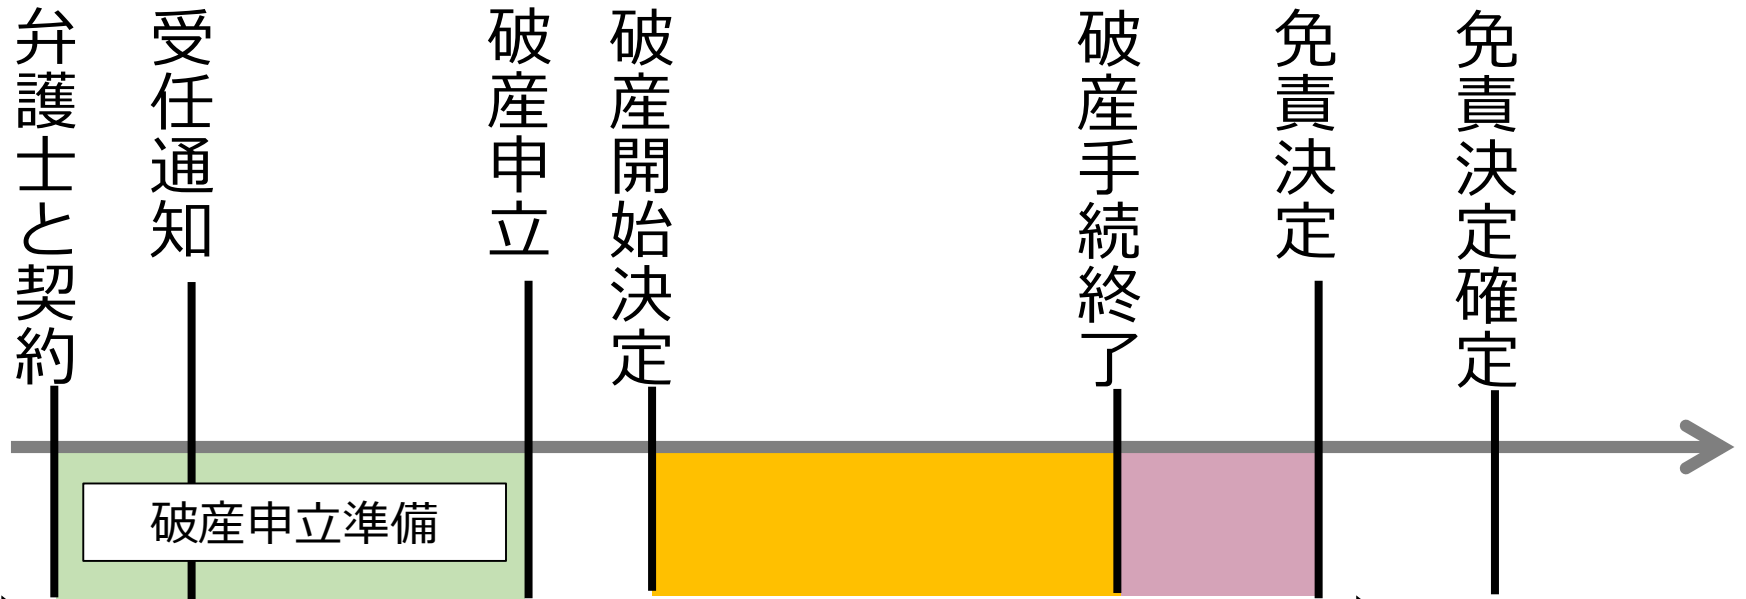 弁護士と契約
受任通知
破産申立
破産開始決定
破産手続終了
免責決定
免責決定確定
破産申立準備